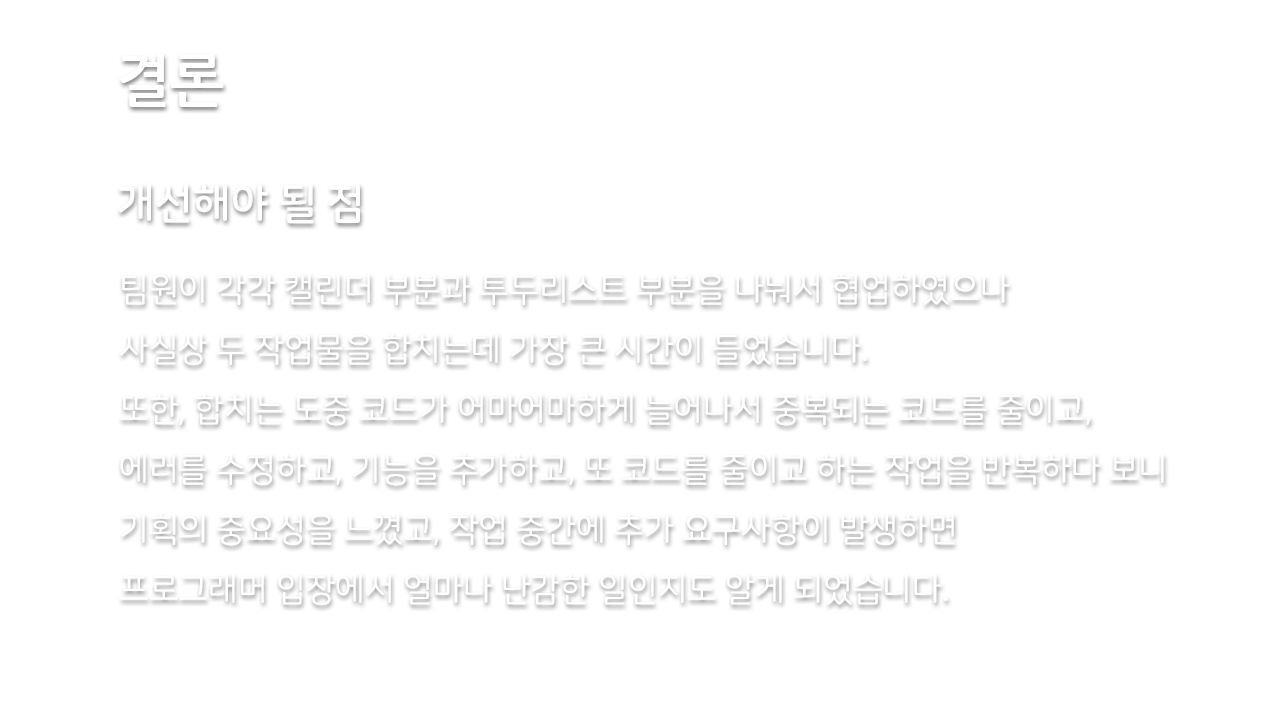 결론
개선해야 될 점
팀원이 각각 캘린더 부분과 투두리스트 부분을 나눠서 협업하였으나
사실상 두 작업물을 합치는데 가장 큰 시간이 들었습니다.
또한, 합치는 도중 코드가 어마어마하게 늘어나서 중복되는 코드를 줄이고,
에러를 수정하고, 기능을 추가하고, 또 코드를 줄이고 하는 작업을 반복하다 보니
기획의 중요성을 느꼈고, 작업 중간에 추가 요구사항이 발생하면
프로그래머 입장에서 얼마나 난감한 일인지도 알게 되었습니다.